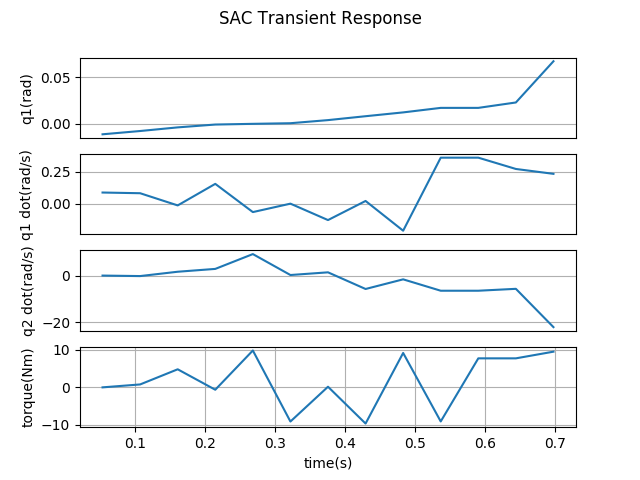 SAC Transient Response
q1(rad)
0.05
0.00
q1 dot(rad/s)
0.25
0.00
q2 dot(rad/s)
0
−20
torque(Nm)
10
0
−10
0.1 0.2 0.3 0.4 0.5 0.6 0.7
time(s)